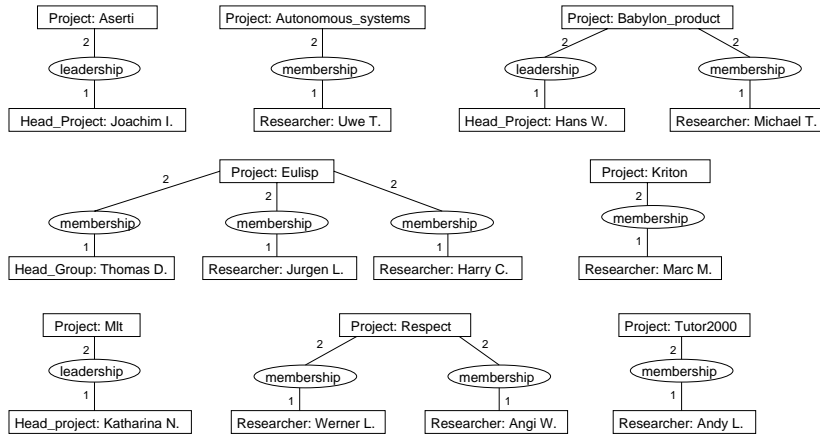 Project: Aserti
Project: Autonomous_systems
Project: Babylon_product
2
2
2
2
leadership
membership
leadership
membership
1
1
1
1
Head_Project: Joachim I.
Researcher: Uwe T.
Head_Project: Hans W.
Researcher: Michael T.
Project: Eulisp
Project: Kriton
2
2
2
2
membership
membership
membership
membership
1
1
1
1
Head_Group: Thomas D.
Researcher: Jurgen L.
Researcher: Harry C.
Researcher: Marc M.
Project: Mlt
Project: Respect
Project: Tutor2000
2
2
2
2
leadership
membership
membership
membership
1
1
1
1
Head_project: Katharina N.
Researcher: Werner L.
Researcher: Angi W.
Researcher: Andy L.